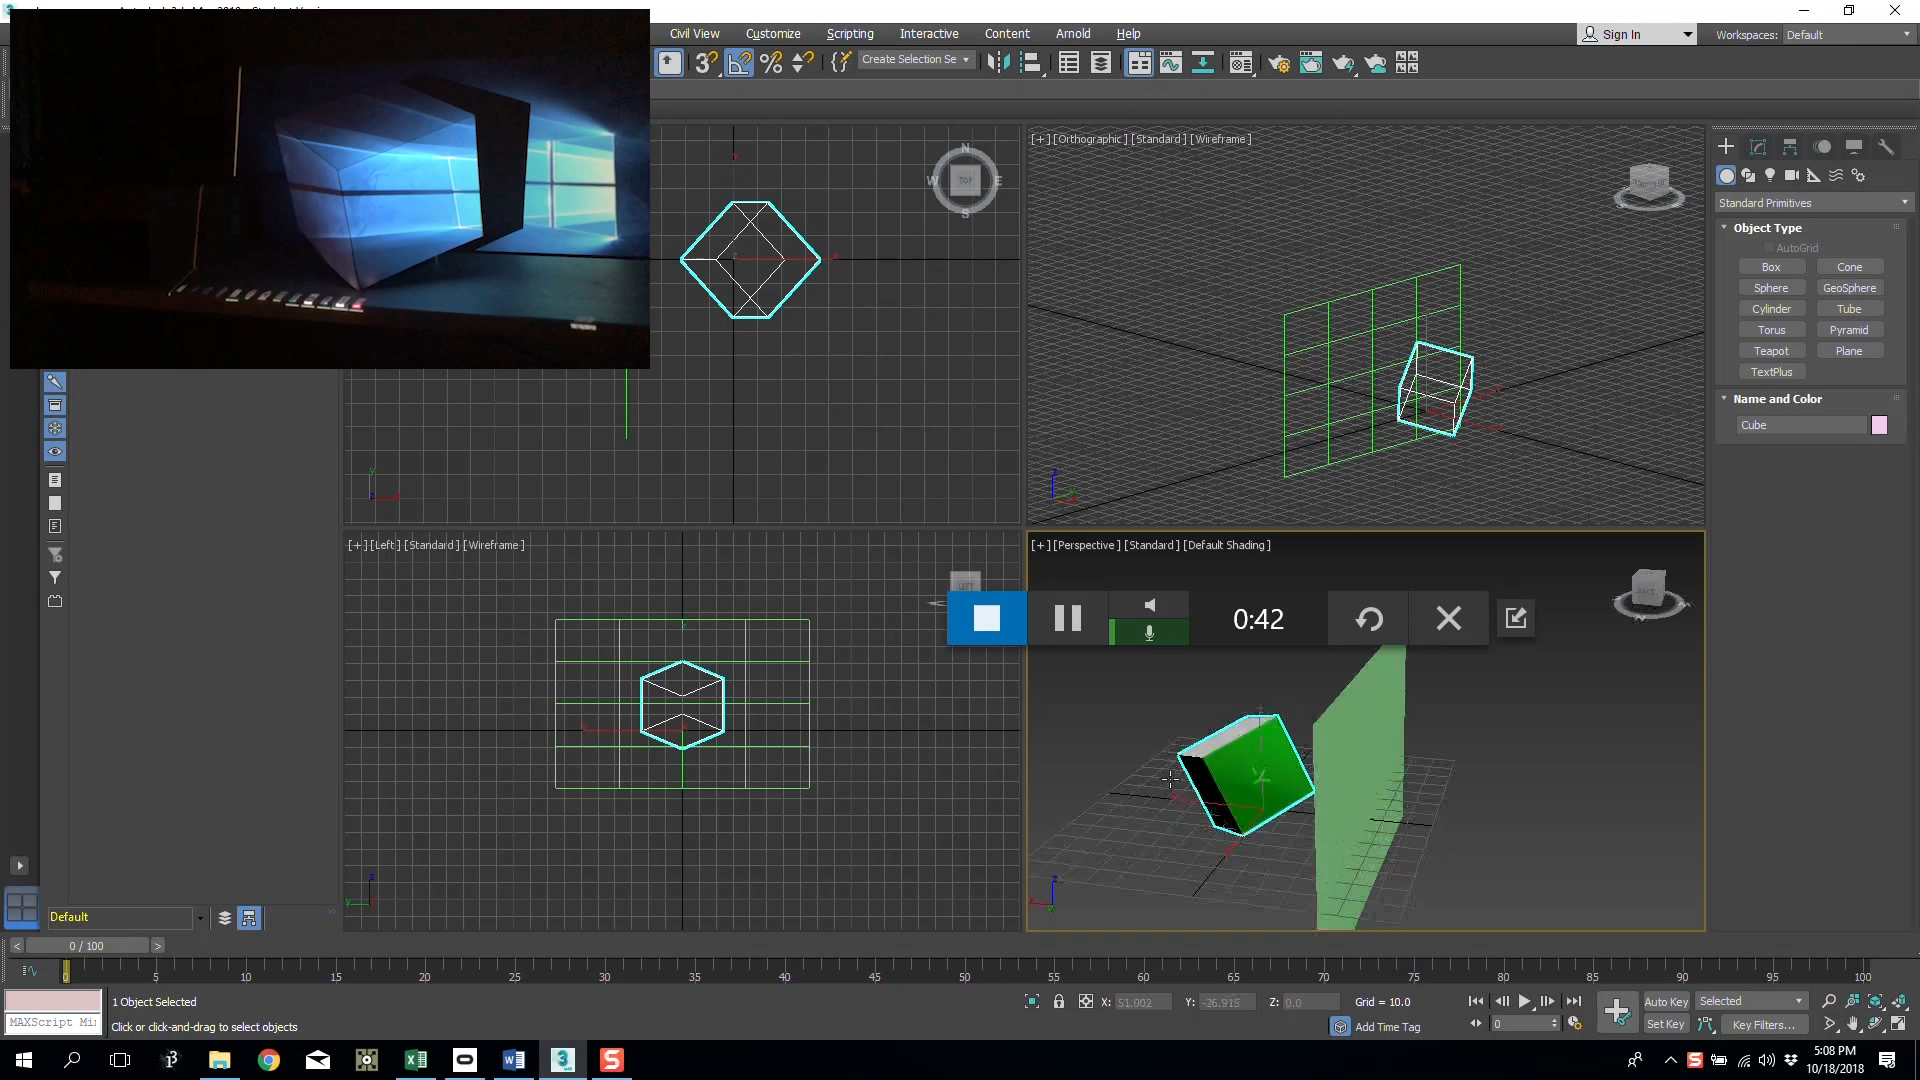 Civil View Customize Scripting Interactive Content Arnold Help
Sign In
Workspaces: Default
Create Selection Se
N
W TOP E
S
[+] [Orthographic] [Standard] [Wireframe]
Standard Primitives
Object Type
AutoGrid
Box Cone
Sphere GeoSphere
Cylinder Tube
Torus Pyramid
Teapot Plane
TextPlus
Name and Color
Cube
[+] [Left] [Standard] [Wireframe]
[+] [Perspective] [Standard] [Default Shading]
LEFT
0:42
Default
0 / 100
0 5 10 15 20 25 30 35 40 45 50 55 60 65 70 75 80 85 90 95 100
1 Object Selected
MAXScript Mi
Click or click-and-drag to select objects
X: 51.002 Y: -26.915 Z: 0.0 Grid = 10.0
Add Time Tag
Auto Key Selected
0
Set Key Key Filters...
5:08 PM
10/18/2018